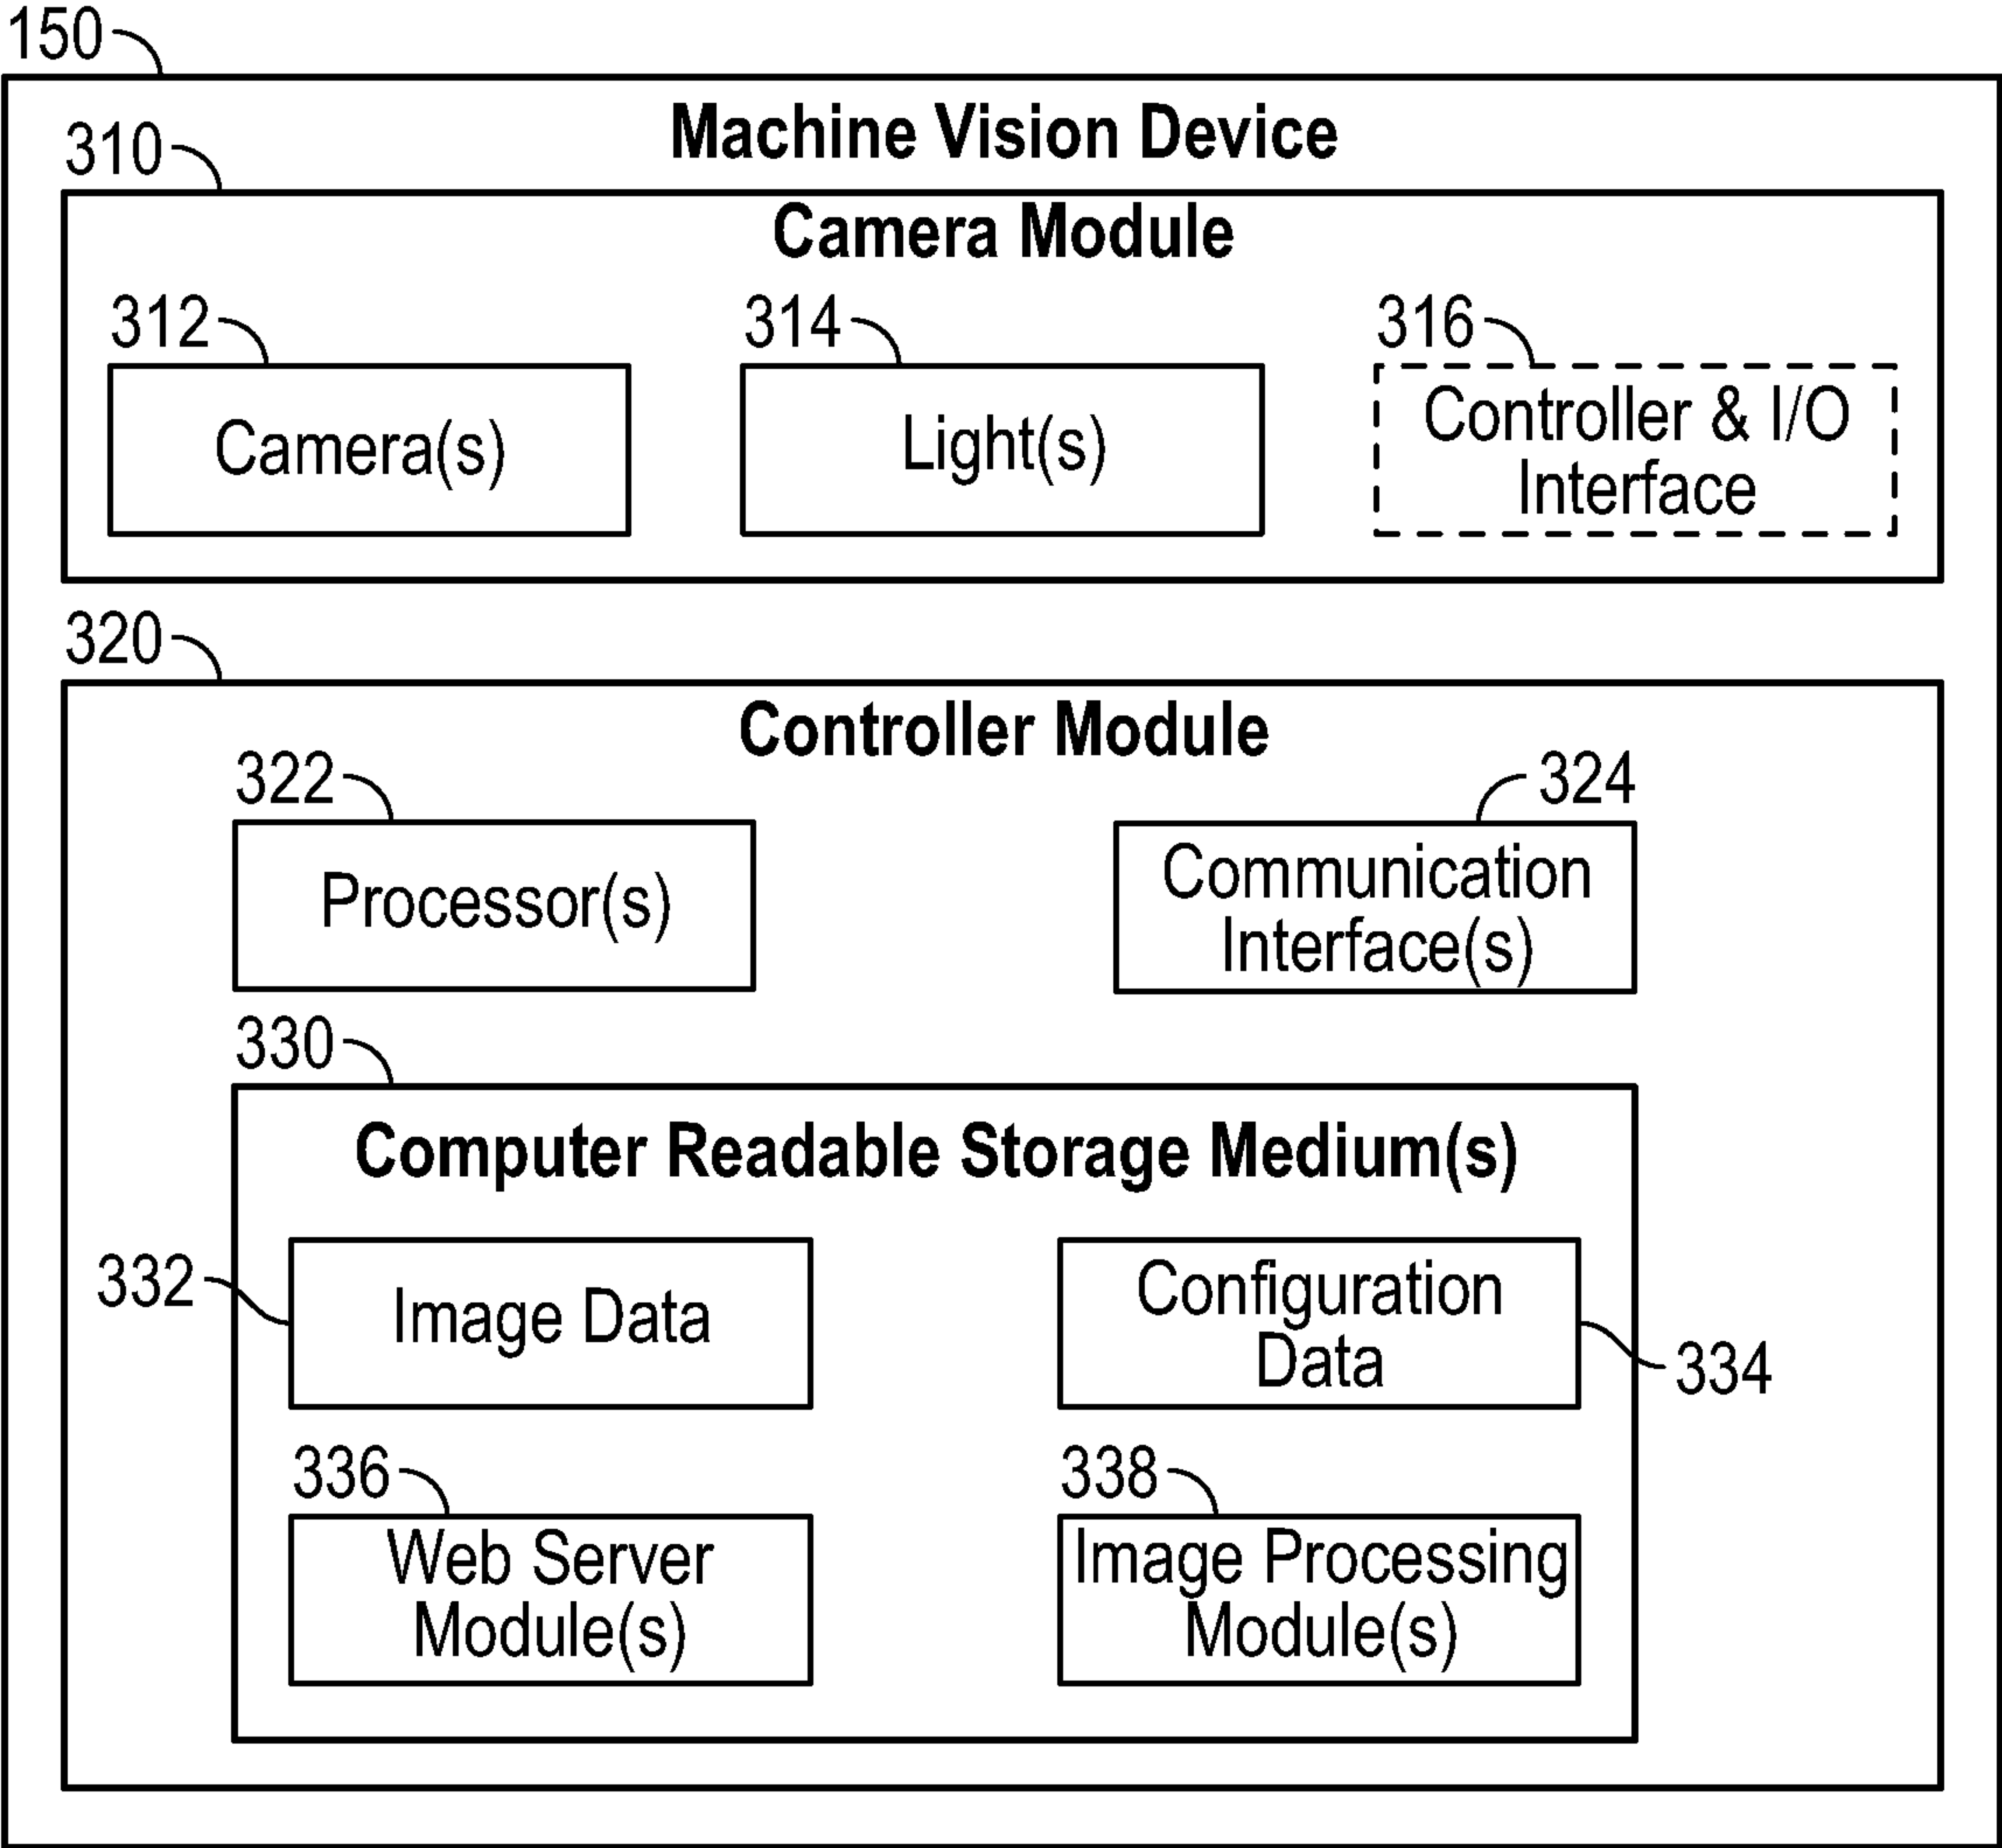 150
Machine Vision Device
310
Camera Module
312
314
316
Camera(s)
Light(s)
Controller & I/O
Interface
320
Controller Module
322
324
Processor(s)
Communication
Interface(s)
330
Computer Readable Storage Medium(s)
332
Image Data
Configuration
Data
334
336
338
Web Server
Module(s)
Image Processing
Module(s)